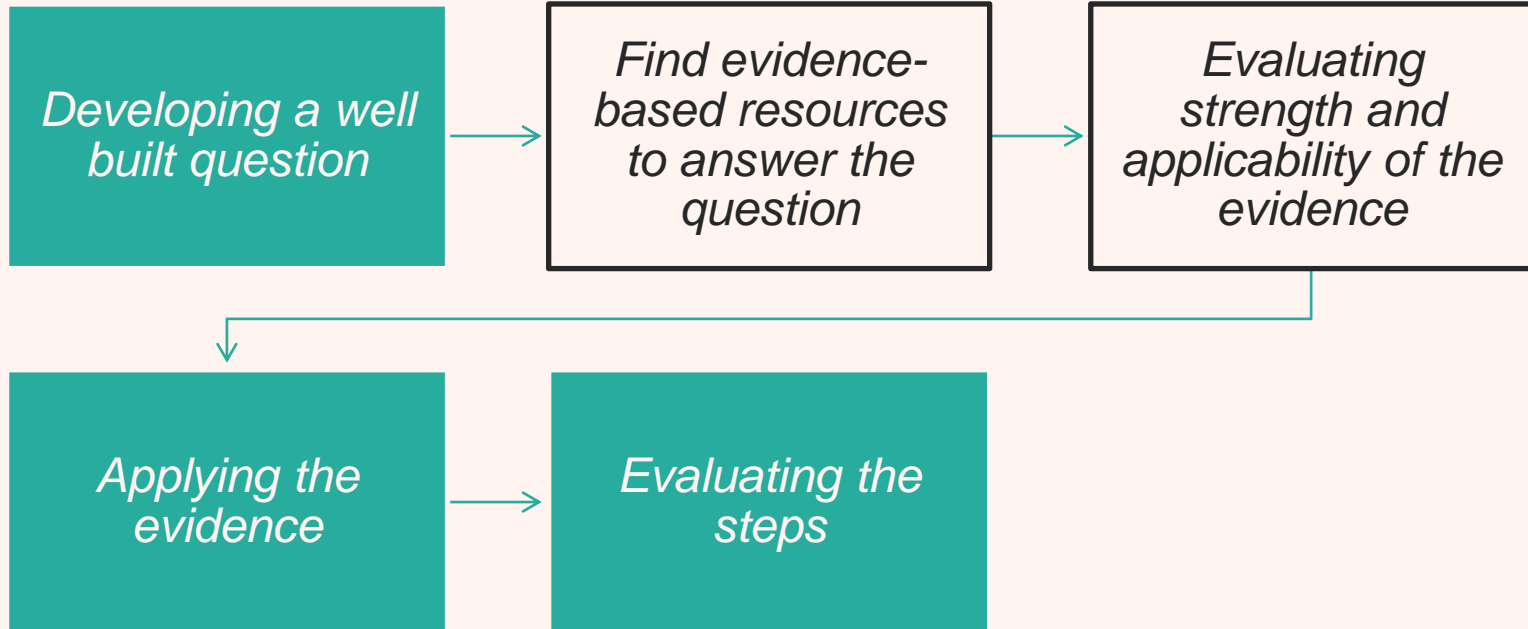 Developing a well
built question
Find evidence-
based resources
to answer the
question
Evaluating
strength and
applicability of the
evidence
Applying the
evidence
Evaluating the
steps